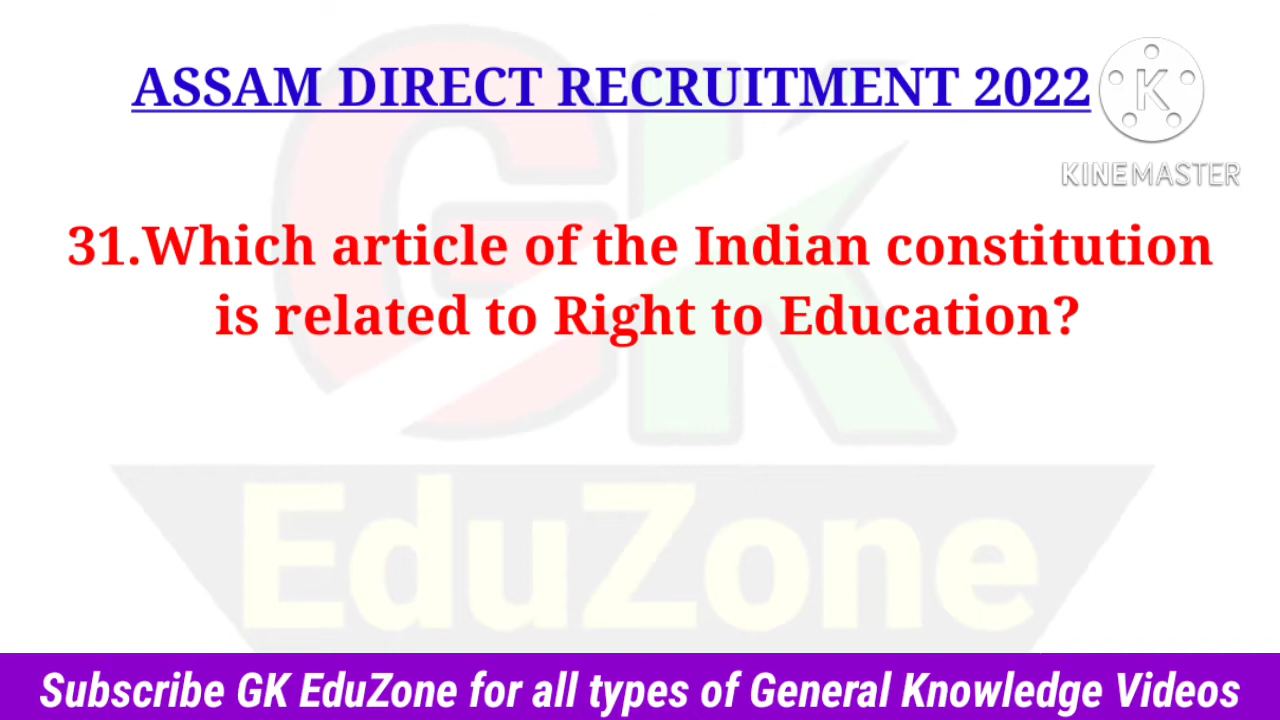 ASSAM DIRECT RECRUITMENT 2022
K
KINEMASTER
31.Which article of the Indian constitution
is related to Right to Education?
GK
EduZone
Subscribe GK EduZone for all types of General Knowledge Videos